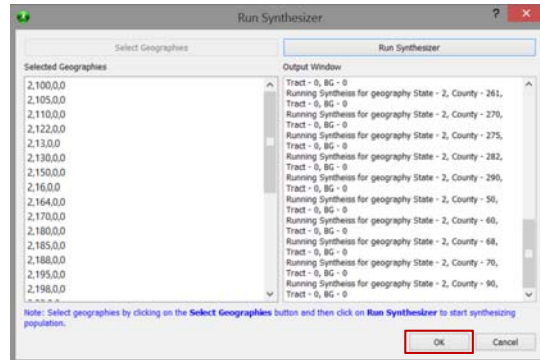 Run Synthesizer
?
Select Geographies
Run Synthesizer
Selected Geographies
Output Window
2,100,0,0
2,105,0,0
2,110,0,0
2,122,0,0
2,13,0,0
2,130,0,0
2,150,0,0
2,16,0,0
2,164,0,0
2,170,0,0
2,180,0,0
2,185,0,0
2,188,0,0
2,195,0,0
2,198,0,0
Tract - 0, BG - 0
Running Syntheiss for geography State - 2, County - 261,
Tract - 0, BG - 0
Running Syntheiss for geography State - 2, County - 270,
Tract - 0, BG - 0
Running Syntheiss for geography State - 2, County - 275,
Tract - 0, BG - 0
Running Syntheiss for geography State - 2, County - 282,
Tract - 0, BG - 0
Running Syntheiss for geography State - 2, County - 290,
Tract - 0, BG - 0
Running Syntheiss for geography State - 2, County - 50,
Tract - 0, BG - 0
Running Syntheiss for geography State - 2, County - 60,
Tract - 0, BG - 0
Running Syntheiss for geography State - 2, County - 68,
Tract - 0, BG - 0
Running Syntheiss for geography State - 2, County - 70,
Tract - 0, BG - 0
Running Syntheiss for geography State - 2, County - 90,
Tract - 0, BG - 0
Note: Select geographies by clicking on the Select Geographies button and then click on Run Synthesizer to start synthesizing
population.
OK
Cancel